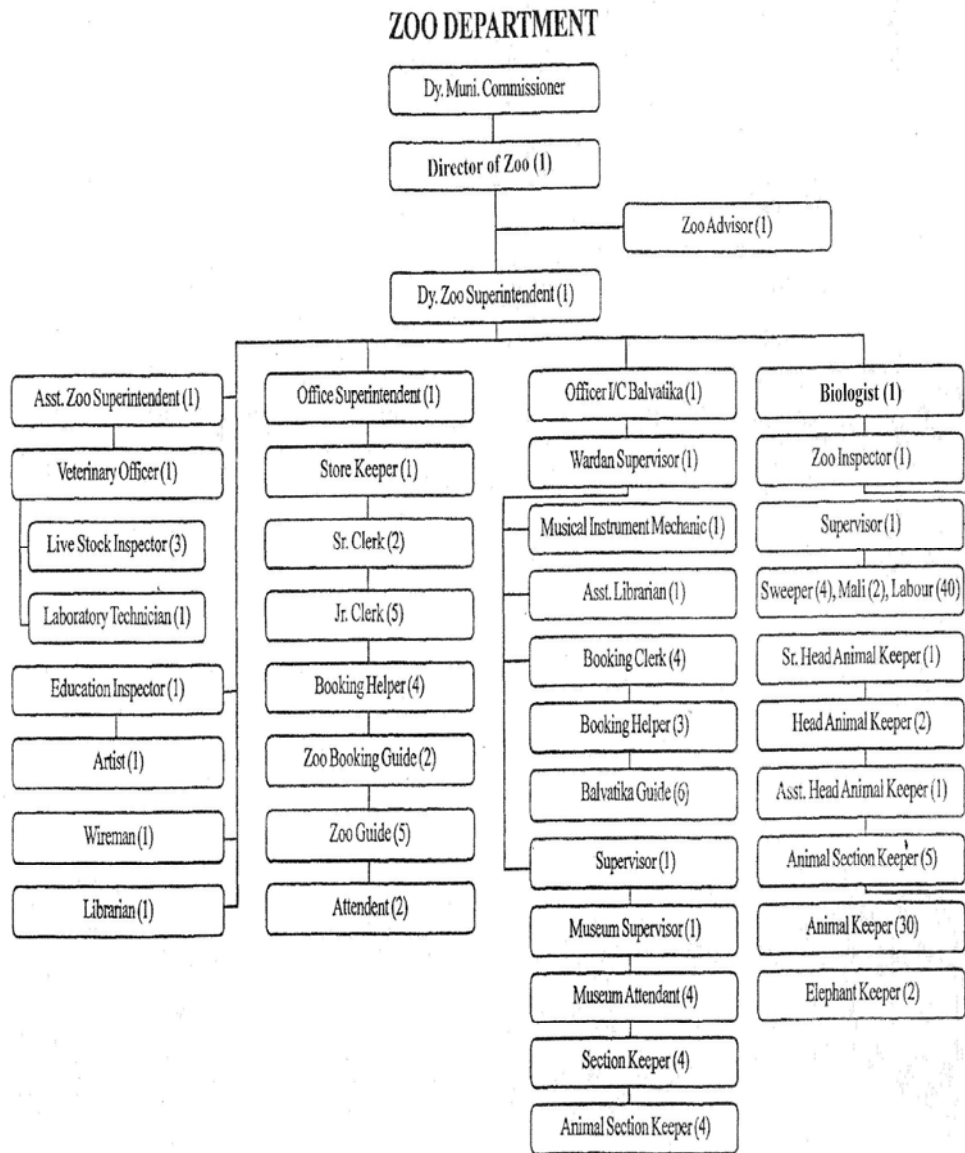 ZOO DEPARTMENT
Dy. Muni. Commissioner
Director of Zoo (1)
Zoo Advisor (1)
Dy. Zoo Superintendent (1)
Asst. Zoo Superintendent (1)
Veterinary Officer (1)
Live Stock Inspector (3)
Laboratory Technician (1)
Education Inspector (1)
Artist (1)
Wireman (1)
Librarian (1)
Office Superintendent (1)
Store Keeper (1)
Sr. Clerk (2)
Jr. Clerk (5)
Booking Helper (4)
Zoo Booking Guide (2)
Zoo Guide (5)
Attendent (2)
Officer I/C Balvatika (1)
Wardan Supervisor (1)
Musical Instrument Mechanic (1)
Asst. Librarian (1)
Booking Clerk (4)
Booking Helper (3)
Balvatika Guide (6)
Supervisor (1)
Museum Supervisor (1)
Museum Attendant (4)
Section Keeper (4)
Animal Section Keeper (4)
Biologist (1)
Zoo Inspector (1)
Supervisor (1)
Sweeper (4), Mali (2), Labour (40)
Sr. Head Animal Keeper (1)
Head Animal Keeper (2)
Asst. Head Animal Keeper (1)
Animal Section Keeper (5)
Animal Keeper (30)
Elephant Keeper (2)